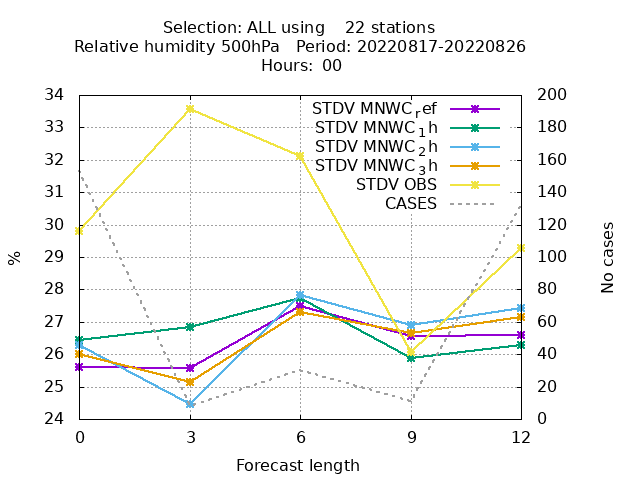 Selection: ALL using    22 stations
Relative humidity 500hPa   Period: 20220817-20220826
Hours: 00
34 200
33 180
32 160
31 140
30 120
29 100
28 80
27 60
26 40
25 20
24 0
STDV MNWC_ref
STDV MNWC_1h
STDV MNWC_2h
STDV MNWC_3h
STDV OBS
CASES
%
No cases
0 3 6 9 12
Forecast length